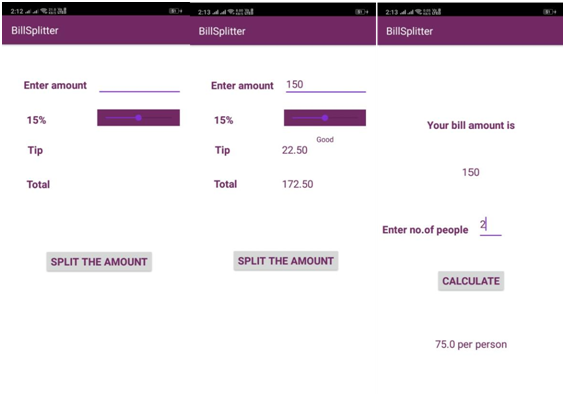 2:12
BillSplitter
Enter amount
15%
Tip
Total
SPLIT THE AMOUNT
2:13
BillSplitter
Enter amount 150
15%
Good
Tip 22.50
Total 172.50
SPLIT THE AMOUNT
2:13
BillSplitter
Your bill amount is
150
Enter no.of people 2
CALCULATE
75.0 per person